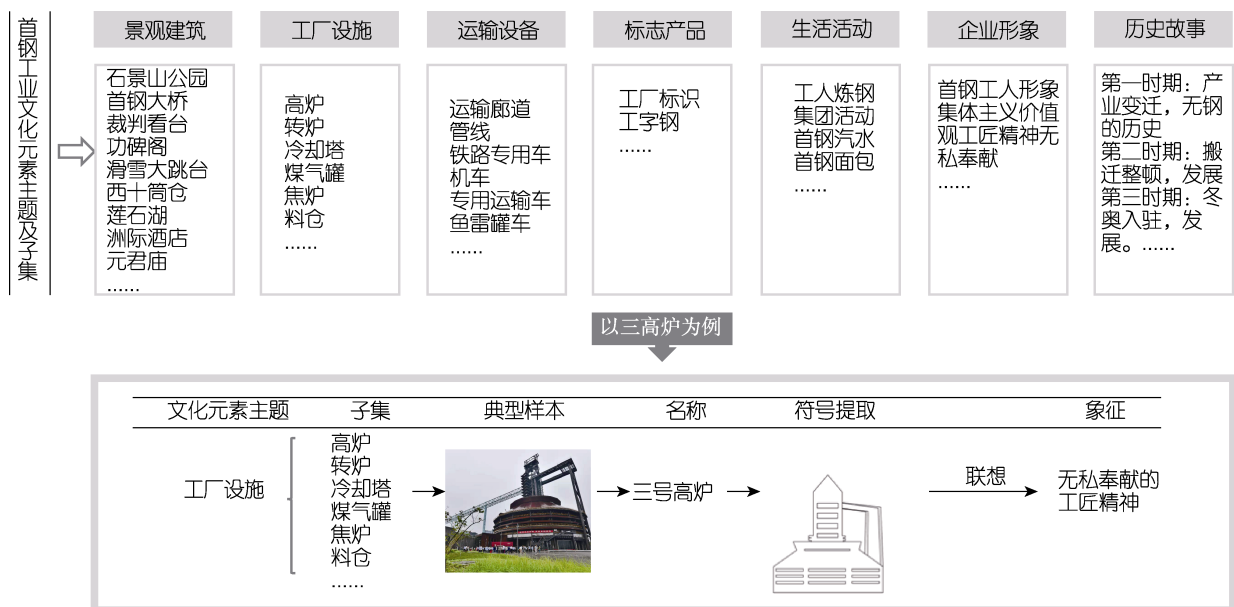 首钢工业文化元素主题及子集
景观建筑
石景山公园
首钢大桥
裁判看台
功碑阁
滑雪大跳台
西十筒仓
莲石湖
洲际酒店
元君庙
......
工厂设施
高炉
转炉
冷却塔
煤气罐
焦炉
料仓
......
运输设备
运输廊道
管线
铁路专用车
机车
专用运输车
鱼雷罐车
......
标志产品
工厂标识
工字钢
......
生活活动
工人炼钢
集团活动
首钢汽水
首钢面包
......
企业形象
首钢工人形象
集体主义价值
观工匠精神无
私奉献
......
历史故事
第一时期：产
业变迁，无钢
的历史
第二时期：搬
迁整顿，发展
第三时期：冬
奥入驻，发
展。......
以三高炉为例
文化元素主题 子集 典型样本 名称 符号提取 象征
工厂设施
高炉
转炉
冷却塔
煤气罐
焦炉
料仓
......
三号高炉
联想
无私奉献的
工匠精神